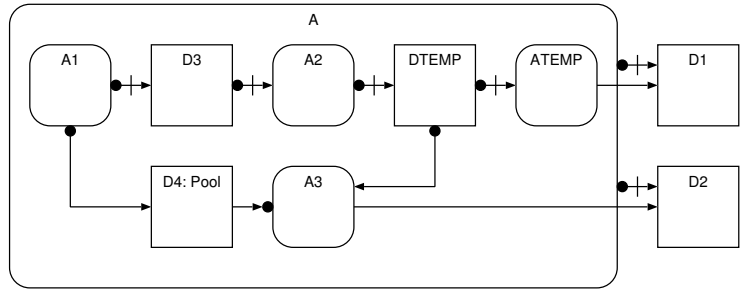 A
A1
D3
A2
DTEMP
ATEMP
D1
D4: Pool
A3
D2